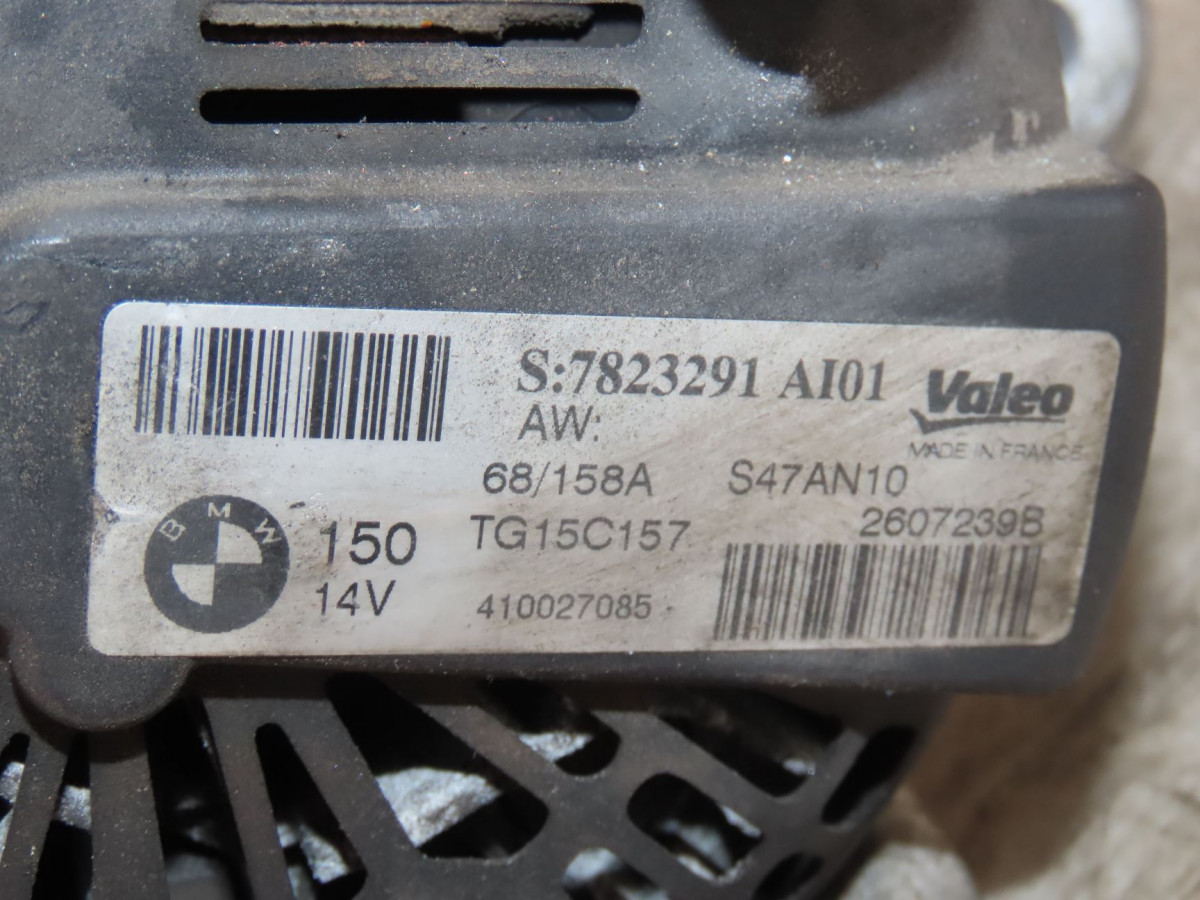 S:7823291 AI01
AW:
Valeo
MADE IN FRANCE
68/158A S47AN10
BMW
150
TG15C157
2607239B
14V
410027085